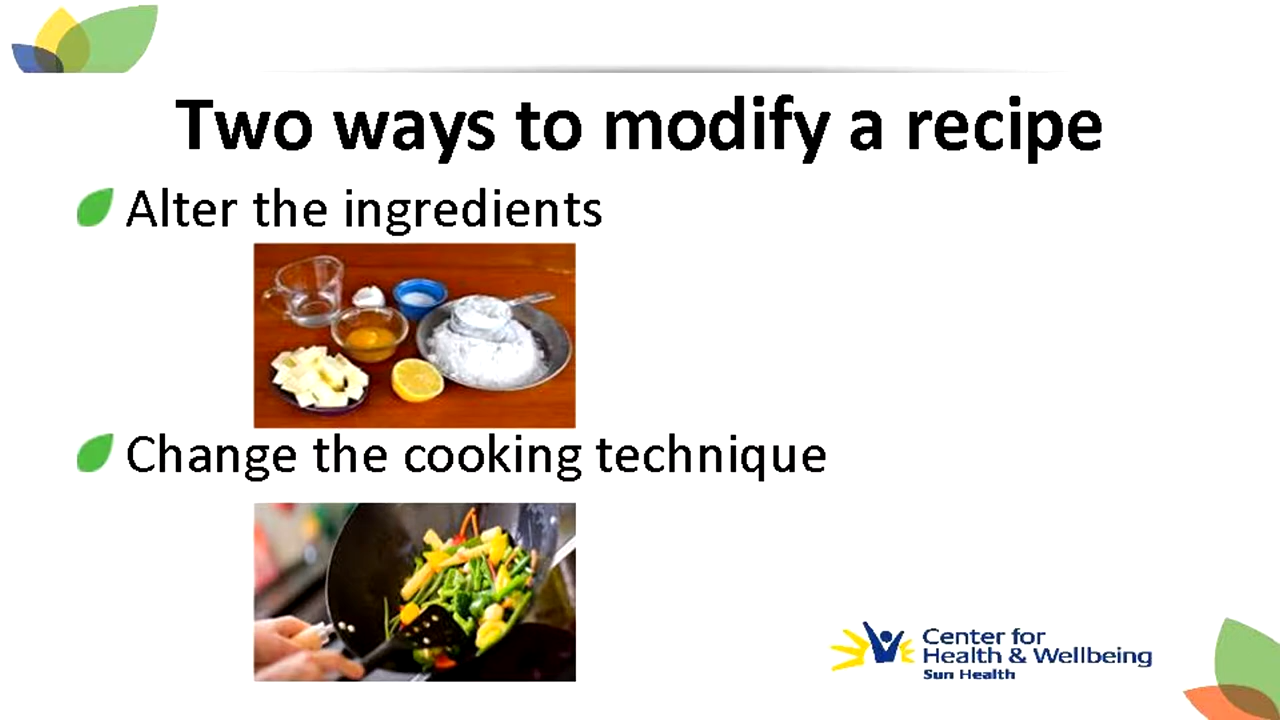 Two ways to modify a recipe
Alter the ingredients
Change the cooking technique
Center for
Health & Wellbeing
Sun Health